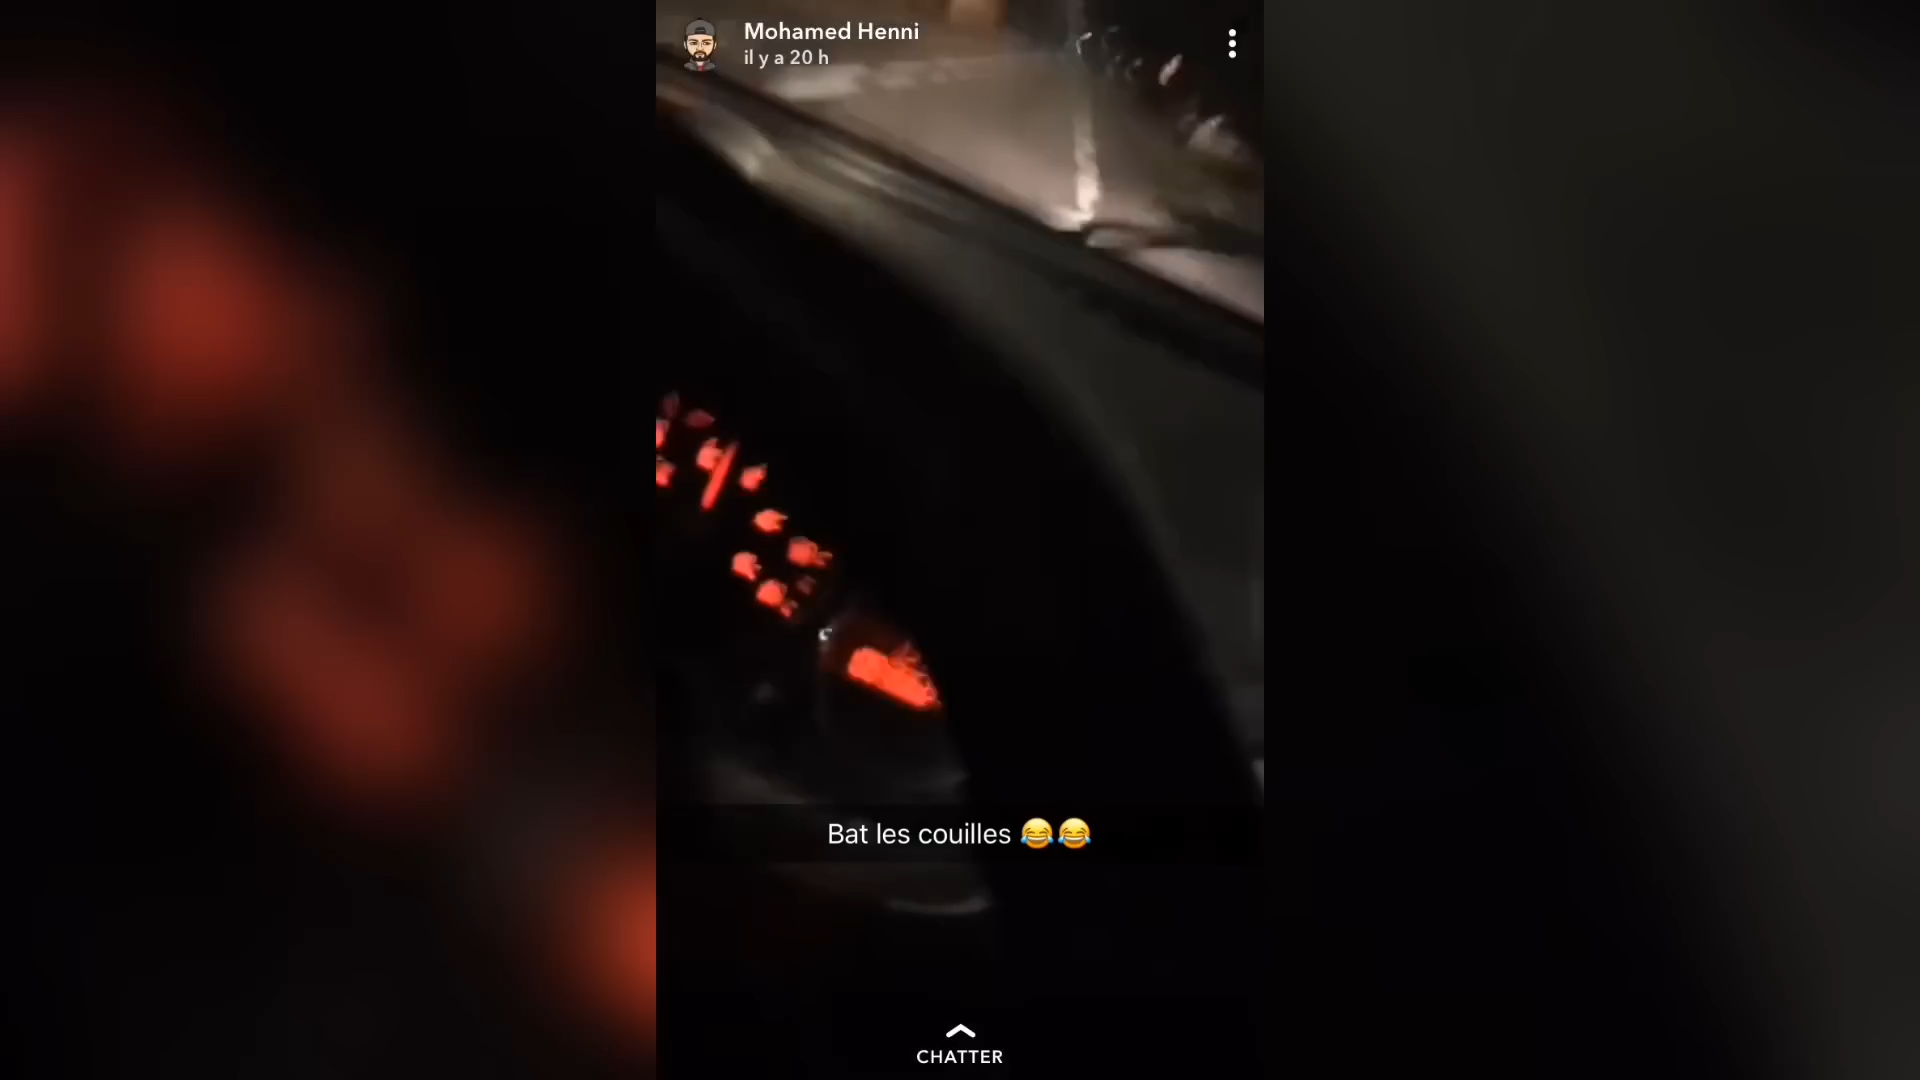 Mohamed Henni
il y a 20 h
Bat les couilles 😂😂
CHATTER